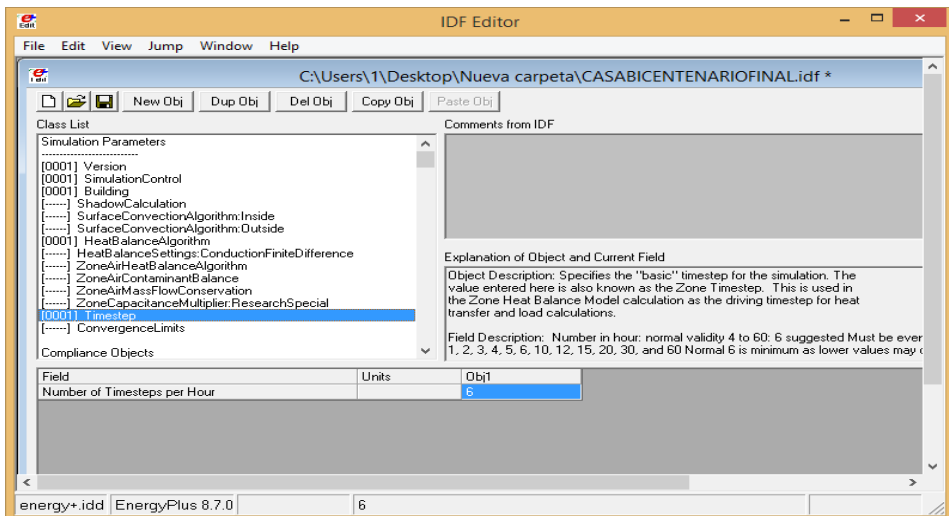 IDF Editor
File Edit View Jump Window Help
C:\Users\1\Desktop\Nueva carpeta\CASABICENTENARIOFINAL.idf *
New Obj Dup Obj Del Obj Copy Obj Paste Obj
Class List
Simulation Parameters
---------------------------
[0001] Version
[0001] SimulationControl
[0001] Building
[------] ShadowCalculation
[------] SurfaceConvectionAlgorithm:Inside
[------] SurfaceConvectionAlgorithm:Outside
[0001] HeatBalanceAlgorithm
[------] HeatBalanceSettings:ConductionFiniteDifference
[------] ZoneAirHeatBalanceAlgorithm
[------] ZoneAirContaminantBalance
[------] ZoneAirMassFlowConservation
[------] ZoneCapacitanceMultiplier:ResearchSpecial
[0001] Timestep
[------] ConvergenceLimits
Compliance Objects
Comments from IDF
Explanation of Object and Current Field
Object Description: Specifies the "basic" timestep for the simulation. The
value entered here is also known as the Zone Timestep. This is used in
the Zone Heat Balance Model calculation as the driving timestep for heat
transfer and load calculations.
Field Description: Number in hour: normal validity 4 to 60: 6 suggested Must be ever
1, 2, 3, 4, 5, 6, 10, 12, 15, 20, 30, and 60 Normal 6 is minimum as lower values may
Field Units Obj1
Number of Timesteps per Hour 6
energy+.idd EnergyPlus 8.7.0 6